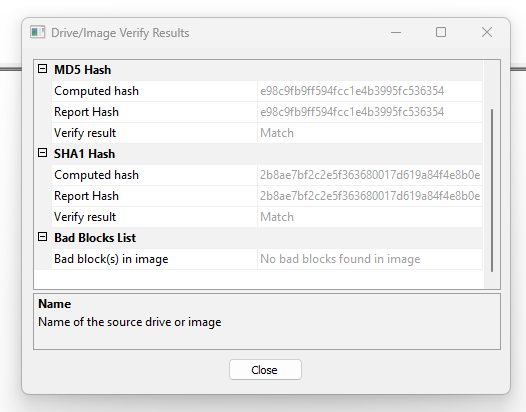 Drive/Image Verify Results
MD5 Hash
Computed hash e98c9fb9ff594fcc1e4b3995fc536354
Report Hash e98c9fb9ff594fcc1e4b3995fc536354
Verify result Match
SHA1 Hash
Computed hash 2b8ae7bf2c2e5f363680017d619a84f4e8b0e
Report Hash 2b8ae7bf2c2e5f363680017d619a84f4e8b0e
Verify result Match
Bad Blocks List
Bad block(s) in image No bad blocks found in image
Name
Name of the source drive or image
Close